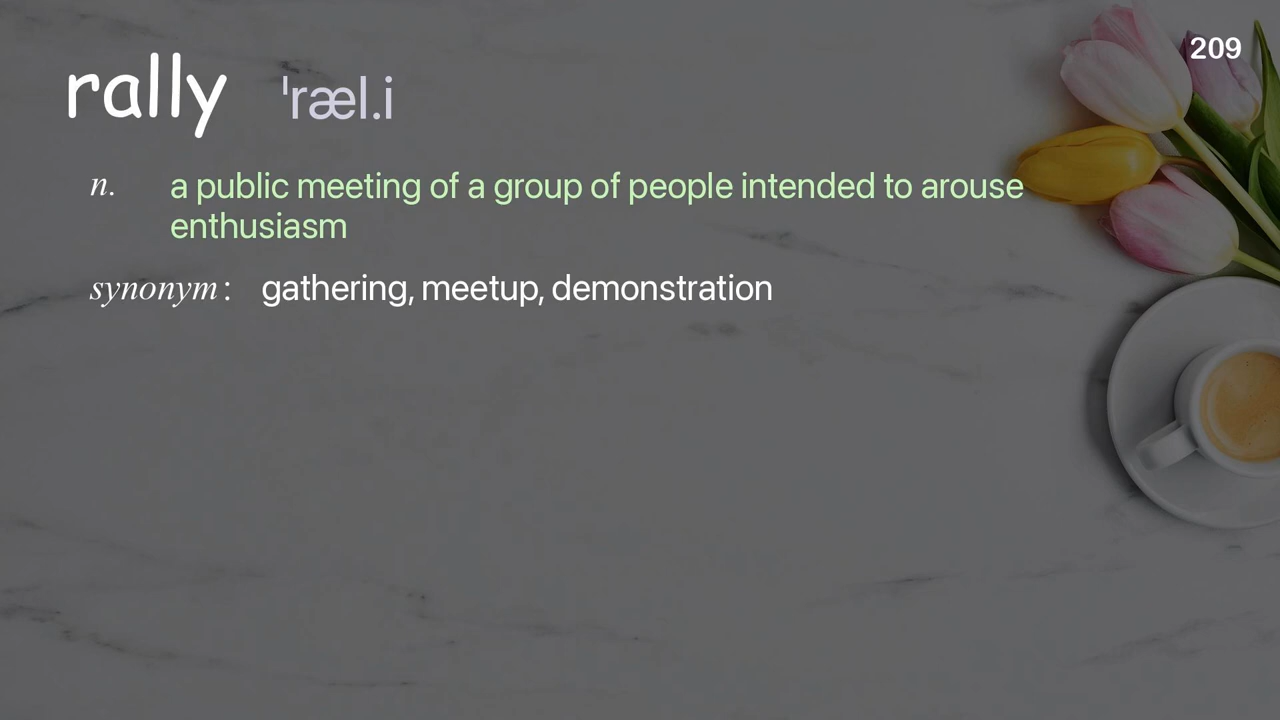 209
rally ˈræl.i
n. a public meeting of a group of people intended to arouse
enthusiasm
synonym: gathering, meetup, demonstration